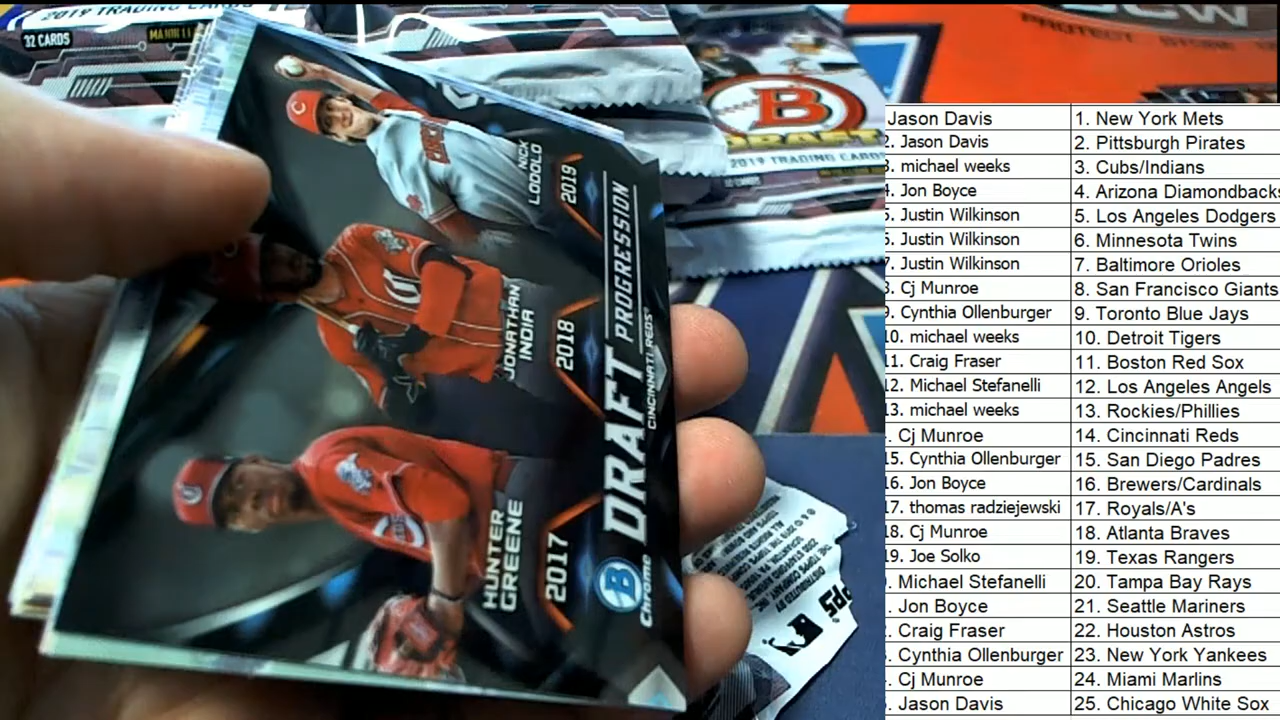 2019 TRADING CARDS
32 CARDS
MAJOR
B
DRAFT
2019 TRADING CARDS
32 CARDS
PROTECT STORE
NICK
LODOLO
2019
JONATHAN
INDIA
2018
HUNTER
GREENE
2017
DRAFT PROGRESSION
CINCINNATI REDS
B
Chrome
Jason Davis 1. New York Mets
2. Jason Davis 2. Pittsburgh Pirates
3. michael weeks 3. Cubs/Indians
4. Jon Boyce 4. Arizona Diamondback
5. Justin Wilkinson 5. Los Angeles Dodgers
6. Justin Wilkinson 6. Minnesota Twins
7. Justin Wilkinson 7. Baltimore Orioles
8. Cj Munroe 8. San Francisco Giants
9. Cynthia Ollenburger 9. Toronto Blue Jays
10. michael weeks 10. Detroit Tigers
11. Craig Fraser 11. Boston Red Sox
12. Michael Stefanelli 12. Los Angeles Angels
13. michael weeks 13. Rockies/Phillies
. Cj Munroe 14. Cincinnati Reds
15. Cynthia Ollenburger 15. San Diego Padres
16. Jon Boyce 16. Brewers/Cardinals
17. thomas radziejewski 17. Royals/A's
18. Cj Munroe 18. Atlanta Braves
19. Joe Solko 19. Texas Rangers
. Michael Stefanelli 20. Tampa Bay Rays
. Jon Boyce 21. Seattle Mariners
. Craig Fraser 22. Houston Astros
. Cynthia Ollenburger 23. New York Yankees
. Cj Munroe 24. Miami Marlins
. Jason Davis 25. Chicago White Sox